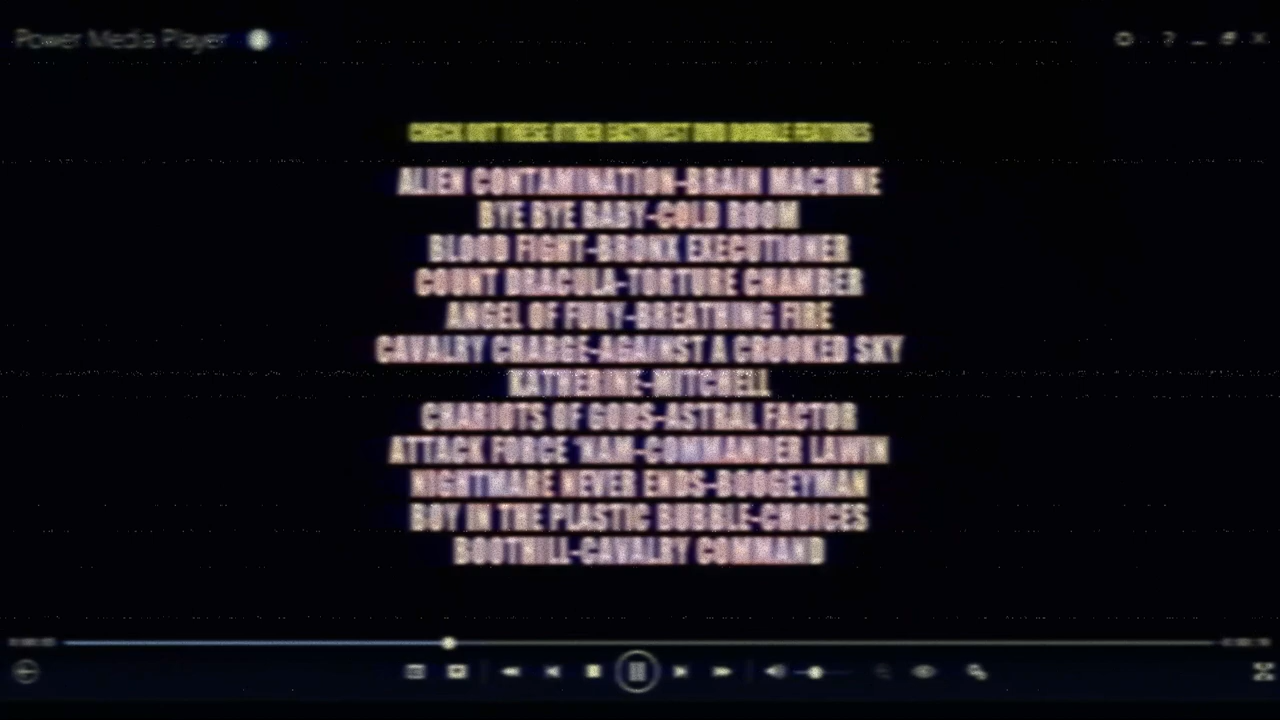 Power Media Player
CHECK OUT THESE OTHER EASTWEST DVD DOUBLE FEATURES
ALIEN CONTAMINATION-BRAIN MACHINE
BYE BYE BABY-COLD ROOM
BLOOD FIGHT-BRONX EXECUTIONER
COUNT DRACULA-TORTURE CHAMBER
ANGEL OF FURY-BREATHING FIRE
CAVALRY CHARGE-AGAINST A CROOKED SKY
KATHERINE-MITCHELL
CHARIOTS OF GODS-ASTRAL FACTOR
ATTACK FORCE 'NAM-COMMANDER LAWIN
NIGHTMARE NEVER ENDS-BOOGEYMAN
BOY IN THE PLASTIC BUBBLE-CHOICES
BOOTHILL-CAVALRY COMMAND